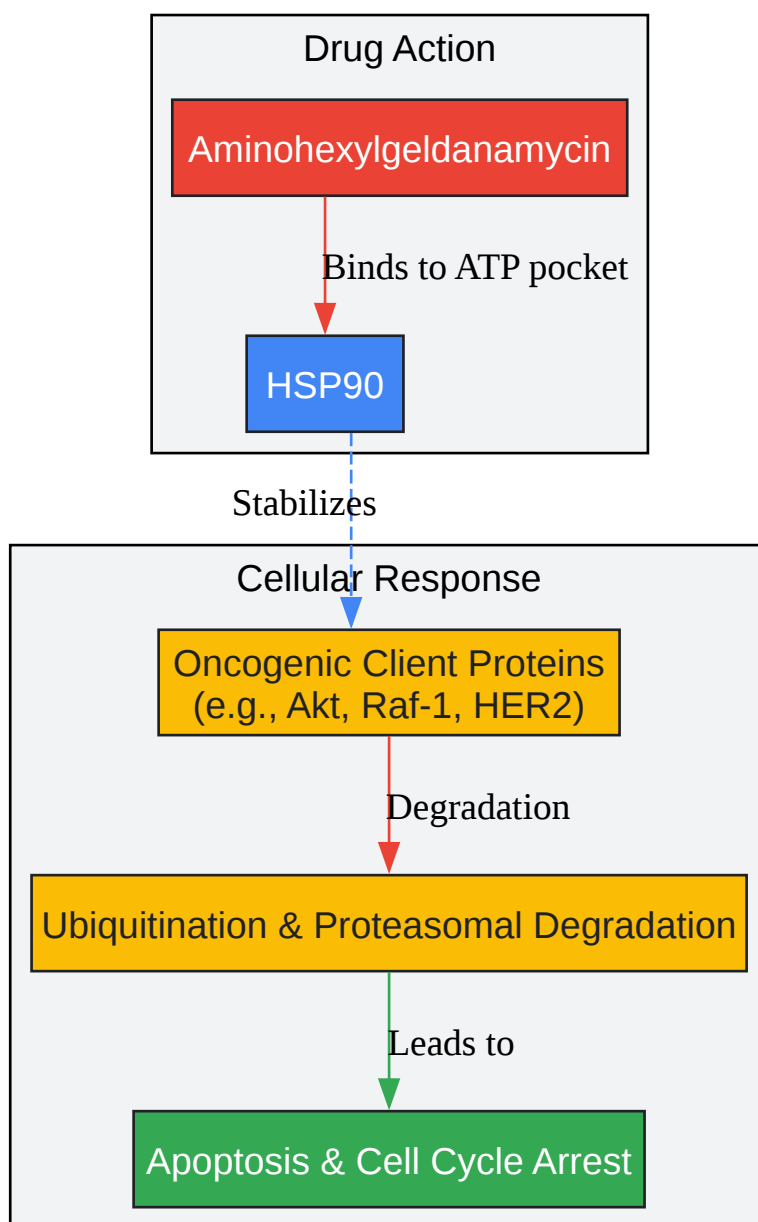 Drug Action
Aminohexylgeldanamycin
Binds to ATP pocket
HSP90
Stabilizes
Cellular Response
Oncogenic Client Proteins
(e.g., Akt, Raf-1, HER2)
Degradation
Ubiquitination & Proteasomal Degradation
Leads to
Apoptosis & Cell Cycle Arrest